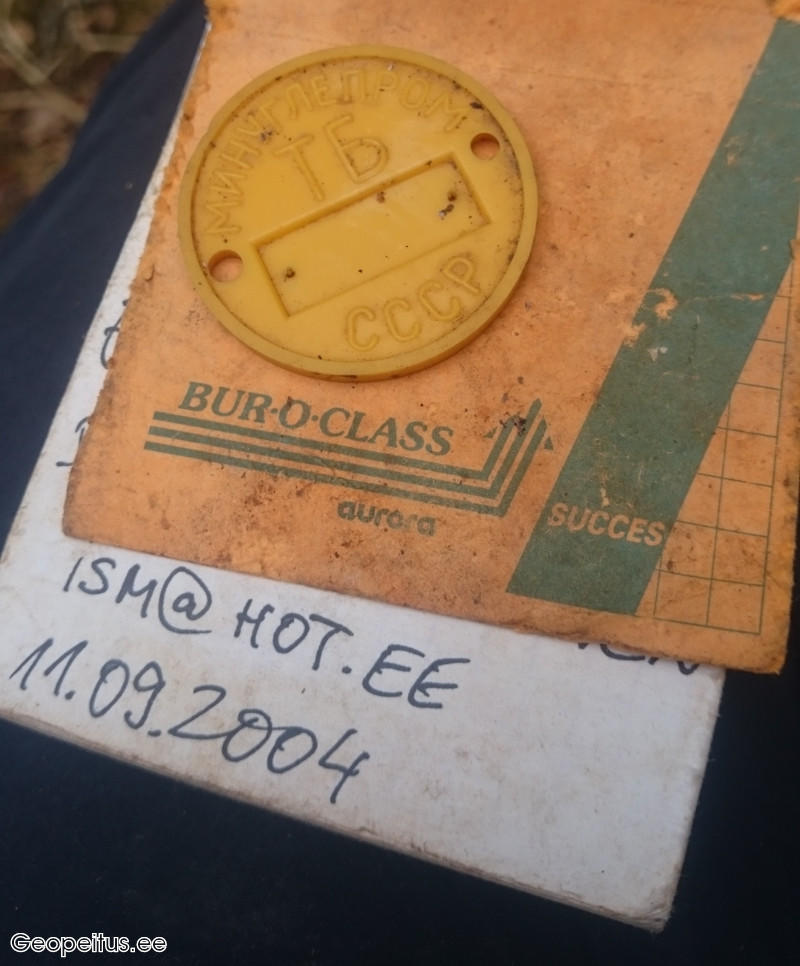 МИНУГЛЕПРОМ
ТБ
СССР
BUR·O·CLASS
aurora
SUCCES
ISM@HOT.EE
11.09.2004
Geopeitus.ee